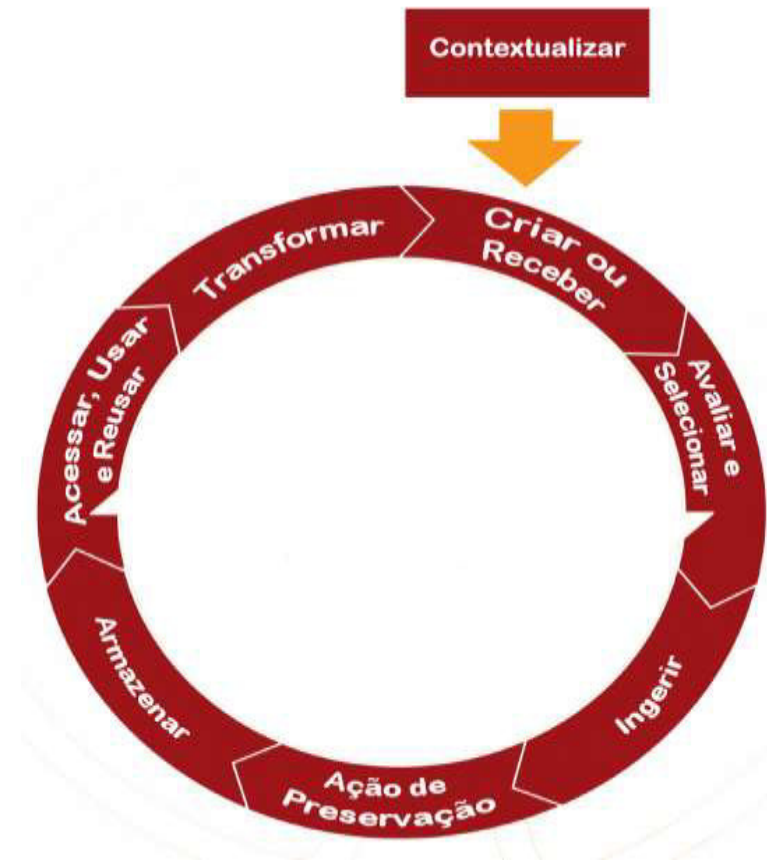 Contextualizar
Criar ou
Receber
Avaliar e
Selecionar
Ingerir
Ação de
Preservação
Armazenar
Acessar, Usar
e Reusar
Transformar